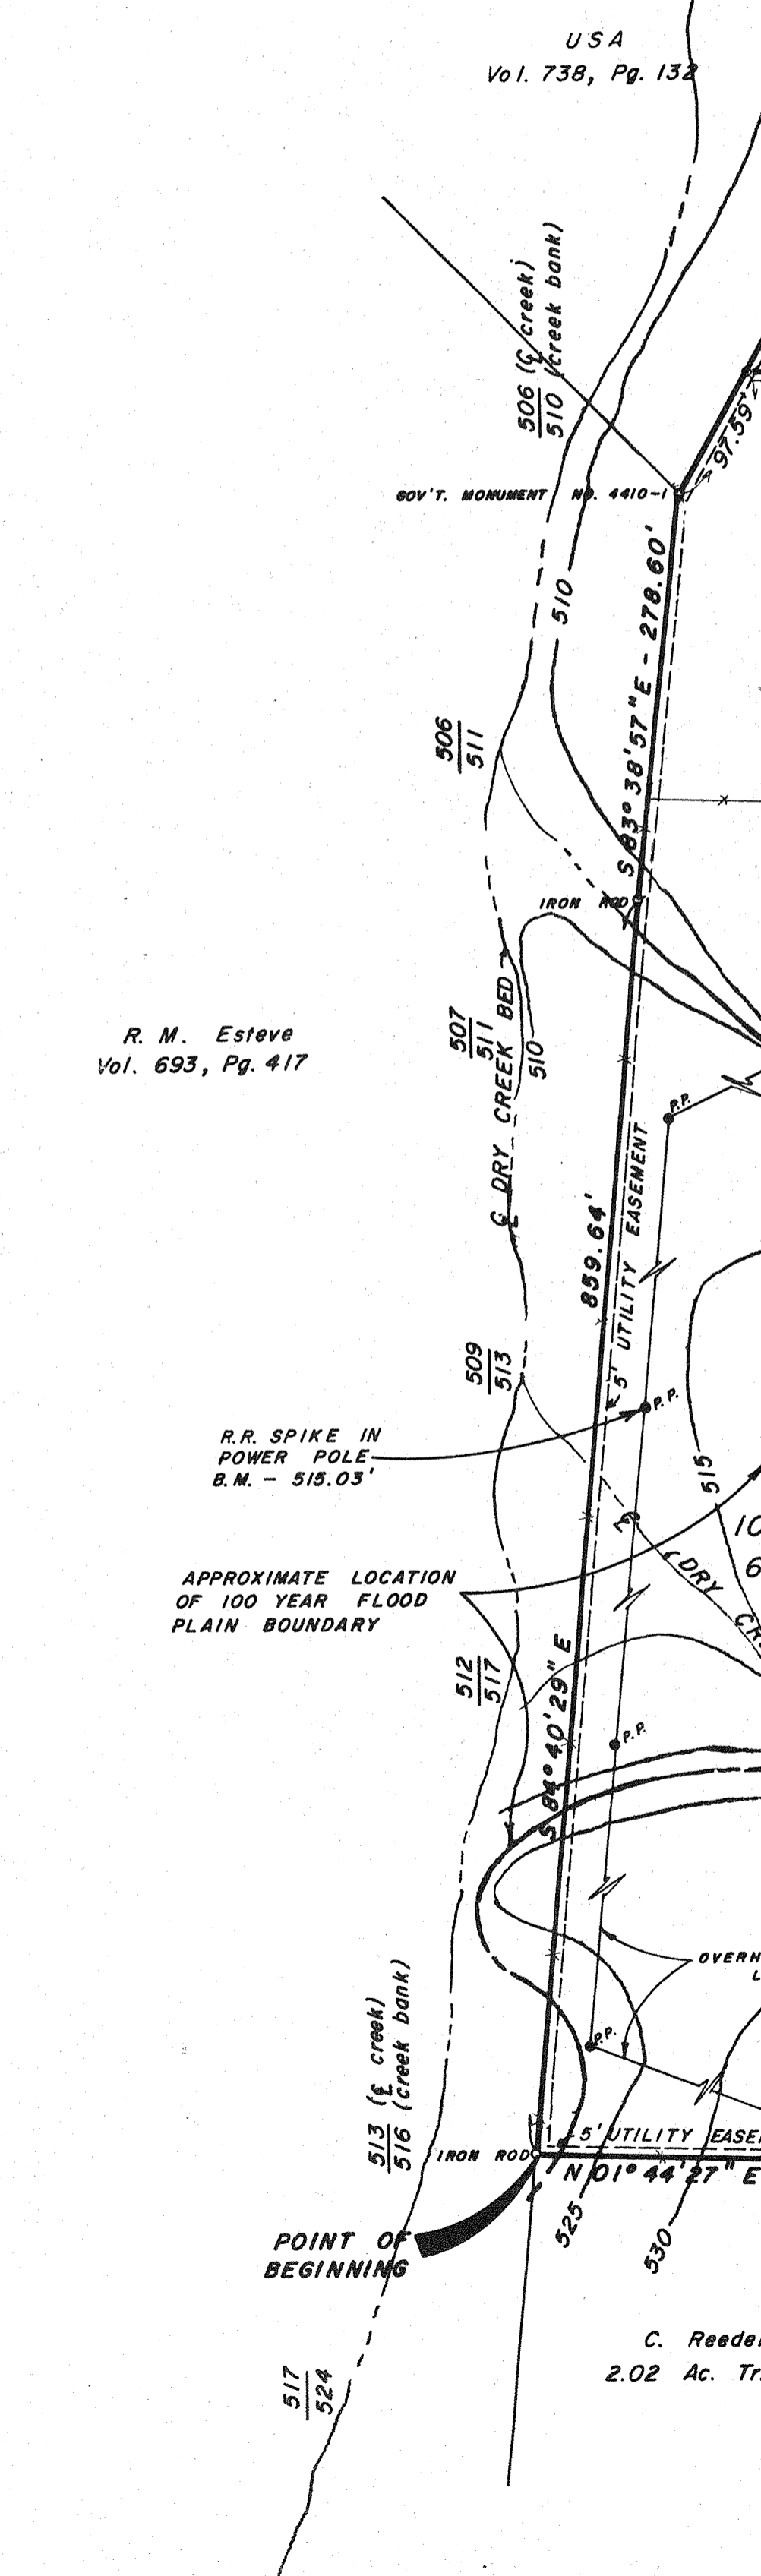 USA
Vol. 738, Pg. 132
506 (℄ creek)
510 (creek bank)
97.59'
GOV'T. MONUMENT NO. 4410-1
S 83° 38' 57" E - 278.60'
510
506
511
IRON ROD
507
511
510
℄ DRY CREEK BED
R. M. Esteve
Vol. 693, Pg. 417
P.P.
859.64'
5' UTILITY EASEMENT
509
513
P.P.
R.R. SPIKE IN
POWER POLE
B.M. - 515.03'
515
10
6
APPROXIMATE LOCATION
OF 100 YEAR FLOOD
PLAIN BOUNDARY
DRY CR
512
517
S 84° 40' 29" E
P.P.
OVERH
L
513 (℄ creek)
516 (creek bank)
P.P.
5' UTILITY EASE
IRON ROD
N 01° 44' 27" E
525
530
POINT OF
BEGINNING
C. Reede
2.02 Ac. Tr.
517
524